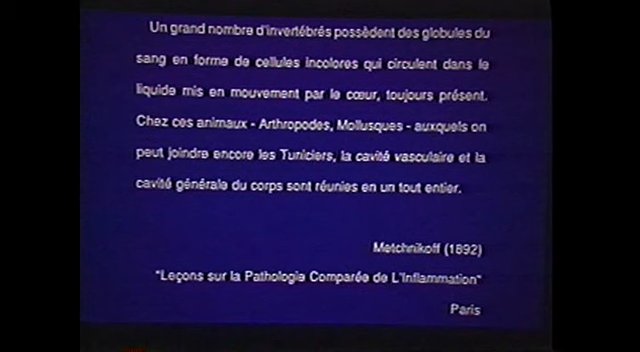 Un grand nombre d'invertébrés possèdent des globules du
sang en forme de cellules incolores qui circulent dans le
liquide mis en mouvement par le cœur, toujours présent.
Chez ces animaux - Arthropodes, Mollusques - auxquels on
peut joindre encore les Tuniciers, la cavité vasculaire et la
cavité générale du corps sont réunies en un tout entier.
Metchnikoff (1892)
"Leçons sur la Pathologie Comparée de L'Inflammation"
Paris